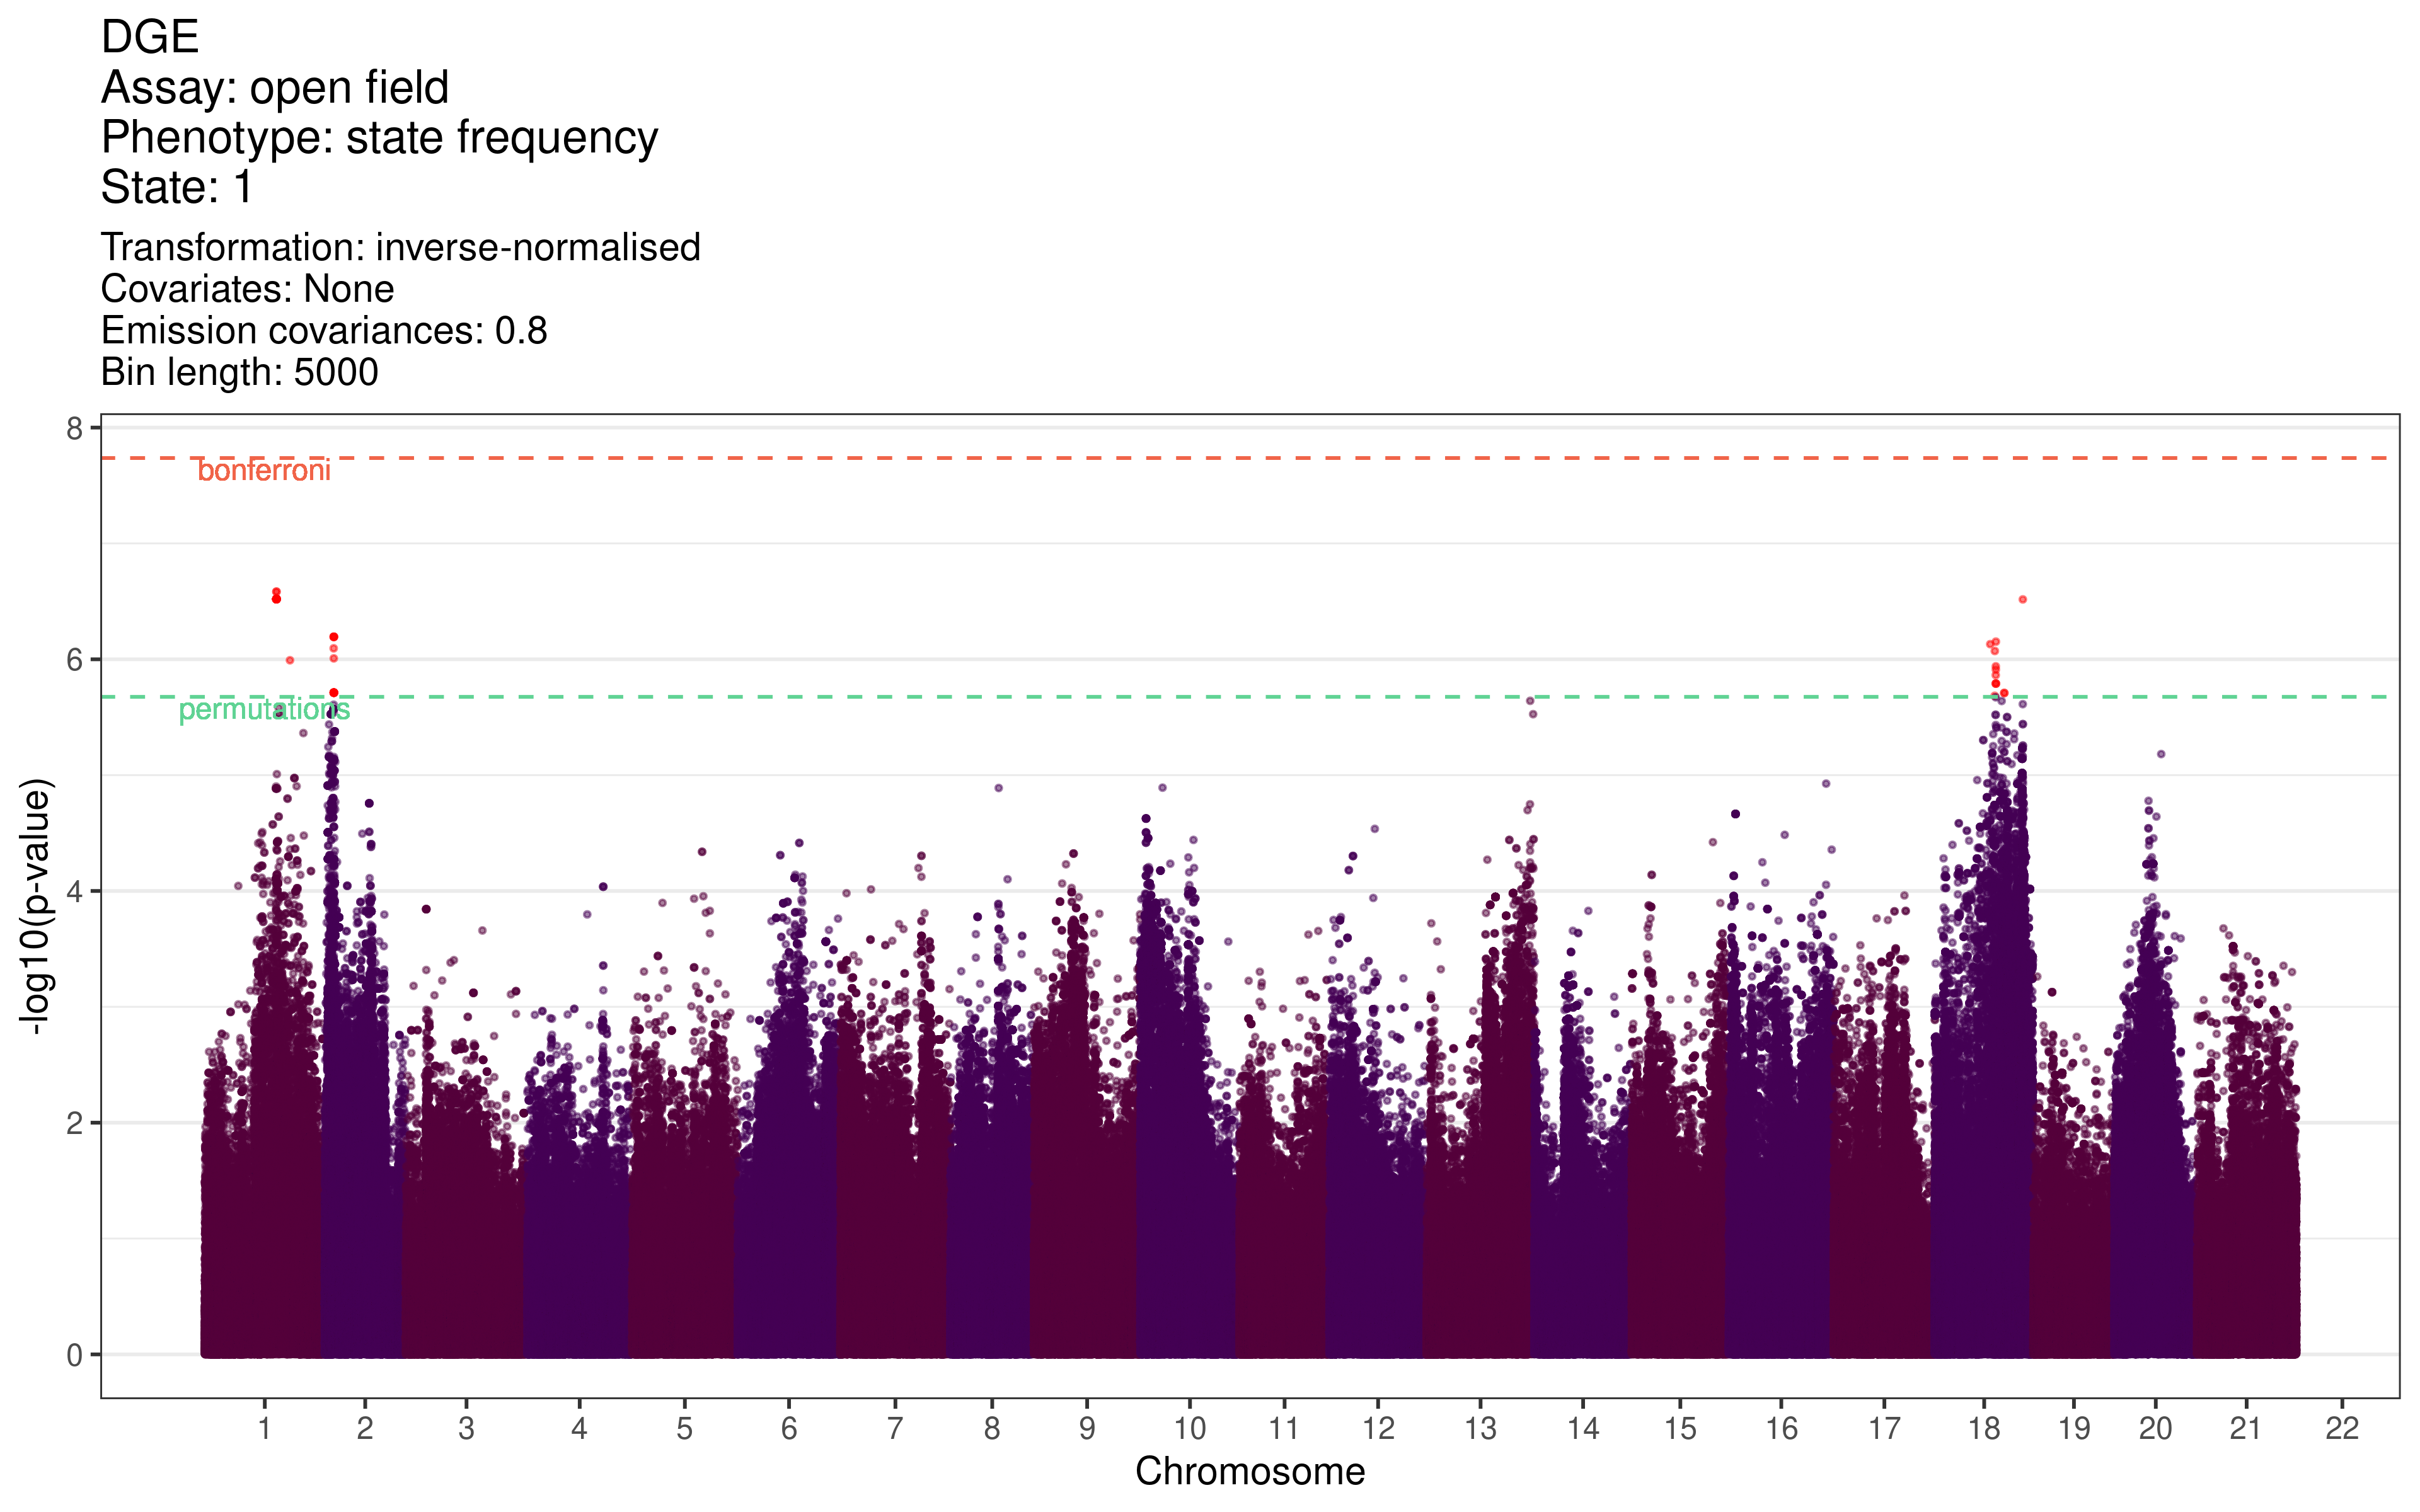 DGE
Assay: open field
Phenotype: state frequency
State: 1
Transformation: inverse-normalised
Covariates: None
Emission covariances: 0.8
Bin length: 5000
8
bonferroni
6
permutations
4
2
0
-log10(p-value)
1 2 3 4 5 6 7 8 9 10 11 12 13 14 15 16 17 18 19 20 21 22
Chromosome